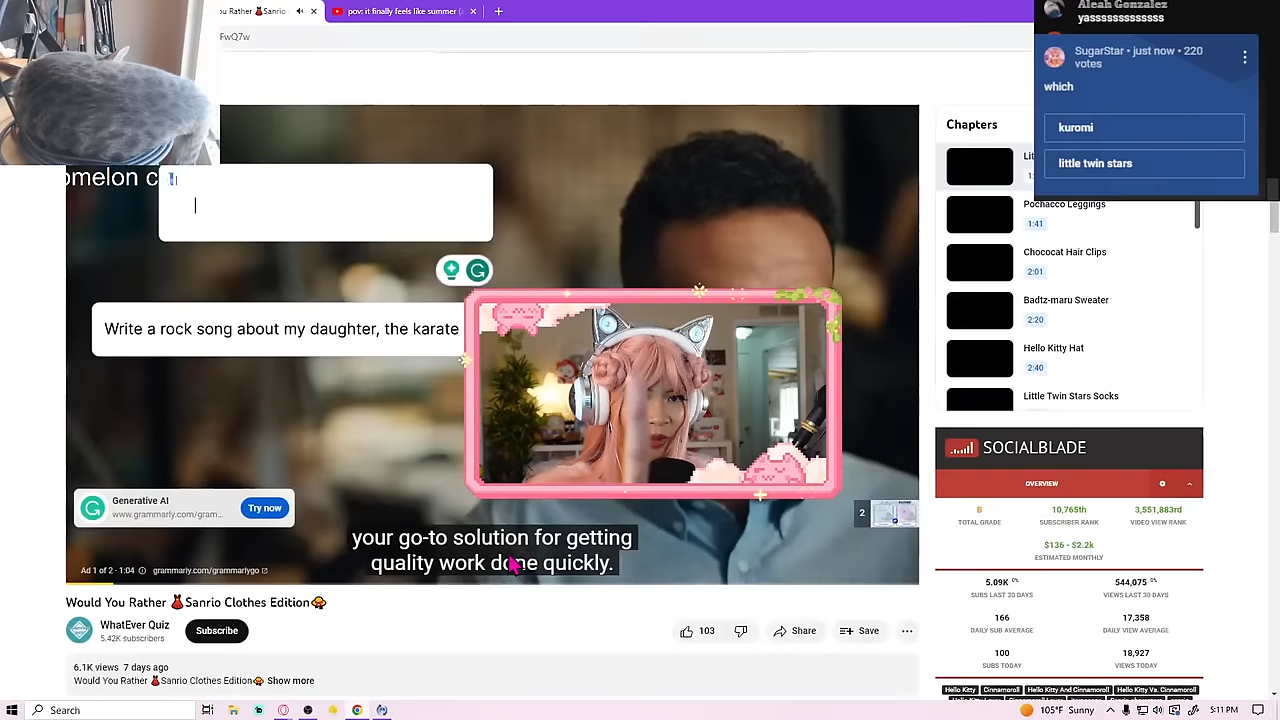 Rather 👗Sanrio
pov: it finally feels like summer (
FwQ7w
Aleah Gonzalez
yasssssssssssss
SugarStar • just now • 220
votes
which
kuromi
little twin stars
omelon c
Write a rock song about my daughter, the karate
Generative AI
www.grammarly.com/gram...
Try now
your go-to solution for getting
quality work done quickly.
2
Ad 1 of 2 · 1:04
grammarly.com/grammarlygo
Chapters
Lit
1:
Pochacco Leggings
1:41
Chococat Hair Clips
2:01
Badtz-maru Sweater
2:20
Hello Kitty Hat
2:40
Little Twin Stars Socks
SOCIALBLADE
OVERVIEW
B
10,765th
3,551,883rd
TOTAL GRADE
SUBSCRIBER RANK
VIDEO VIEW RANK
$136 - $2.2k
ESTIMATED MONTHLY
5.09K 0%
544,075 0%
SUBS LAST 30 DAYS
VIEWS LAST 30 DAYS
166
17,358
DAILY SUB AVERAGE
DAILY VIEW AVERAGE
100
18,927
SUBS TODAY
VIEWS TODAY
Hello Kitty
Cinnamoroll
Hello Kitty And Cinnamoroll
Hello Kitty Vs. Cinnamoroll
Would You Rather 👗Sanrio Clothes Edition👝
WhatEver Quiz
5.42K subscribers
Subscribe
103
Share
Save
6.1K views 7 days ago
Would You Rather 👗Sanrio Clothes Edition👝 Show more
Search
105°F Sunny
5:11 PM